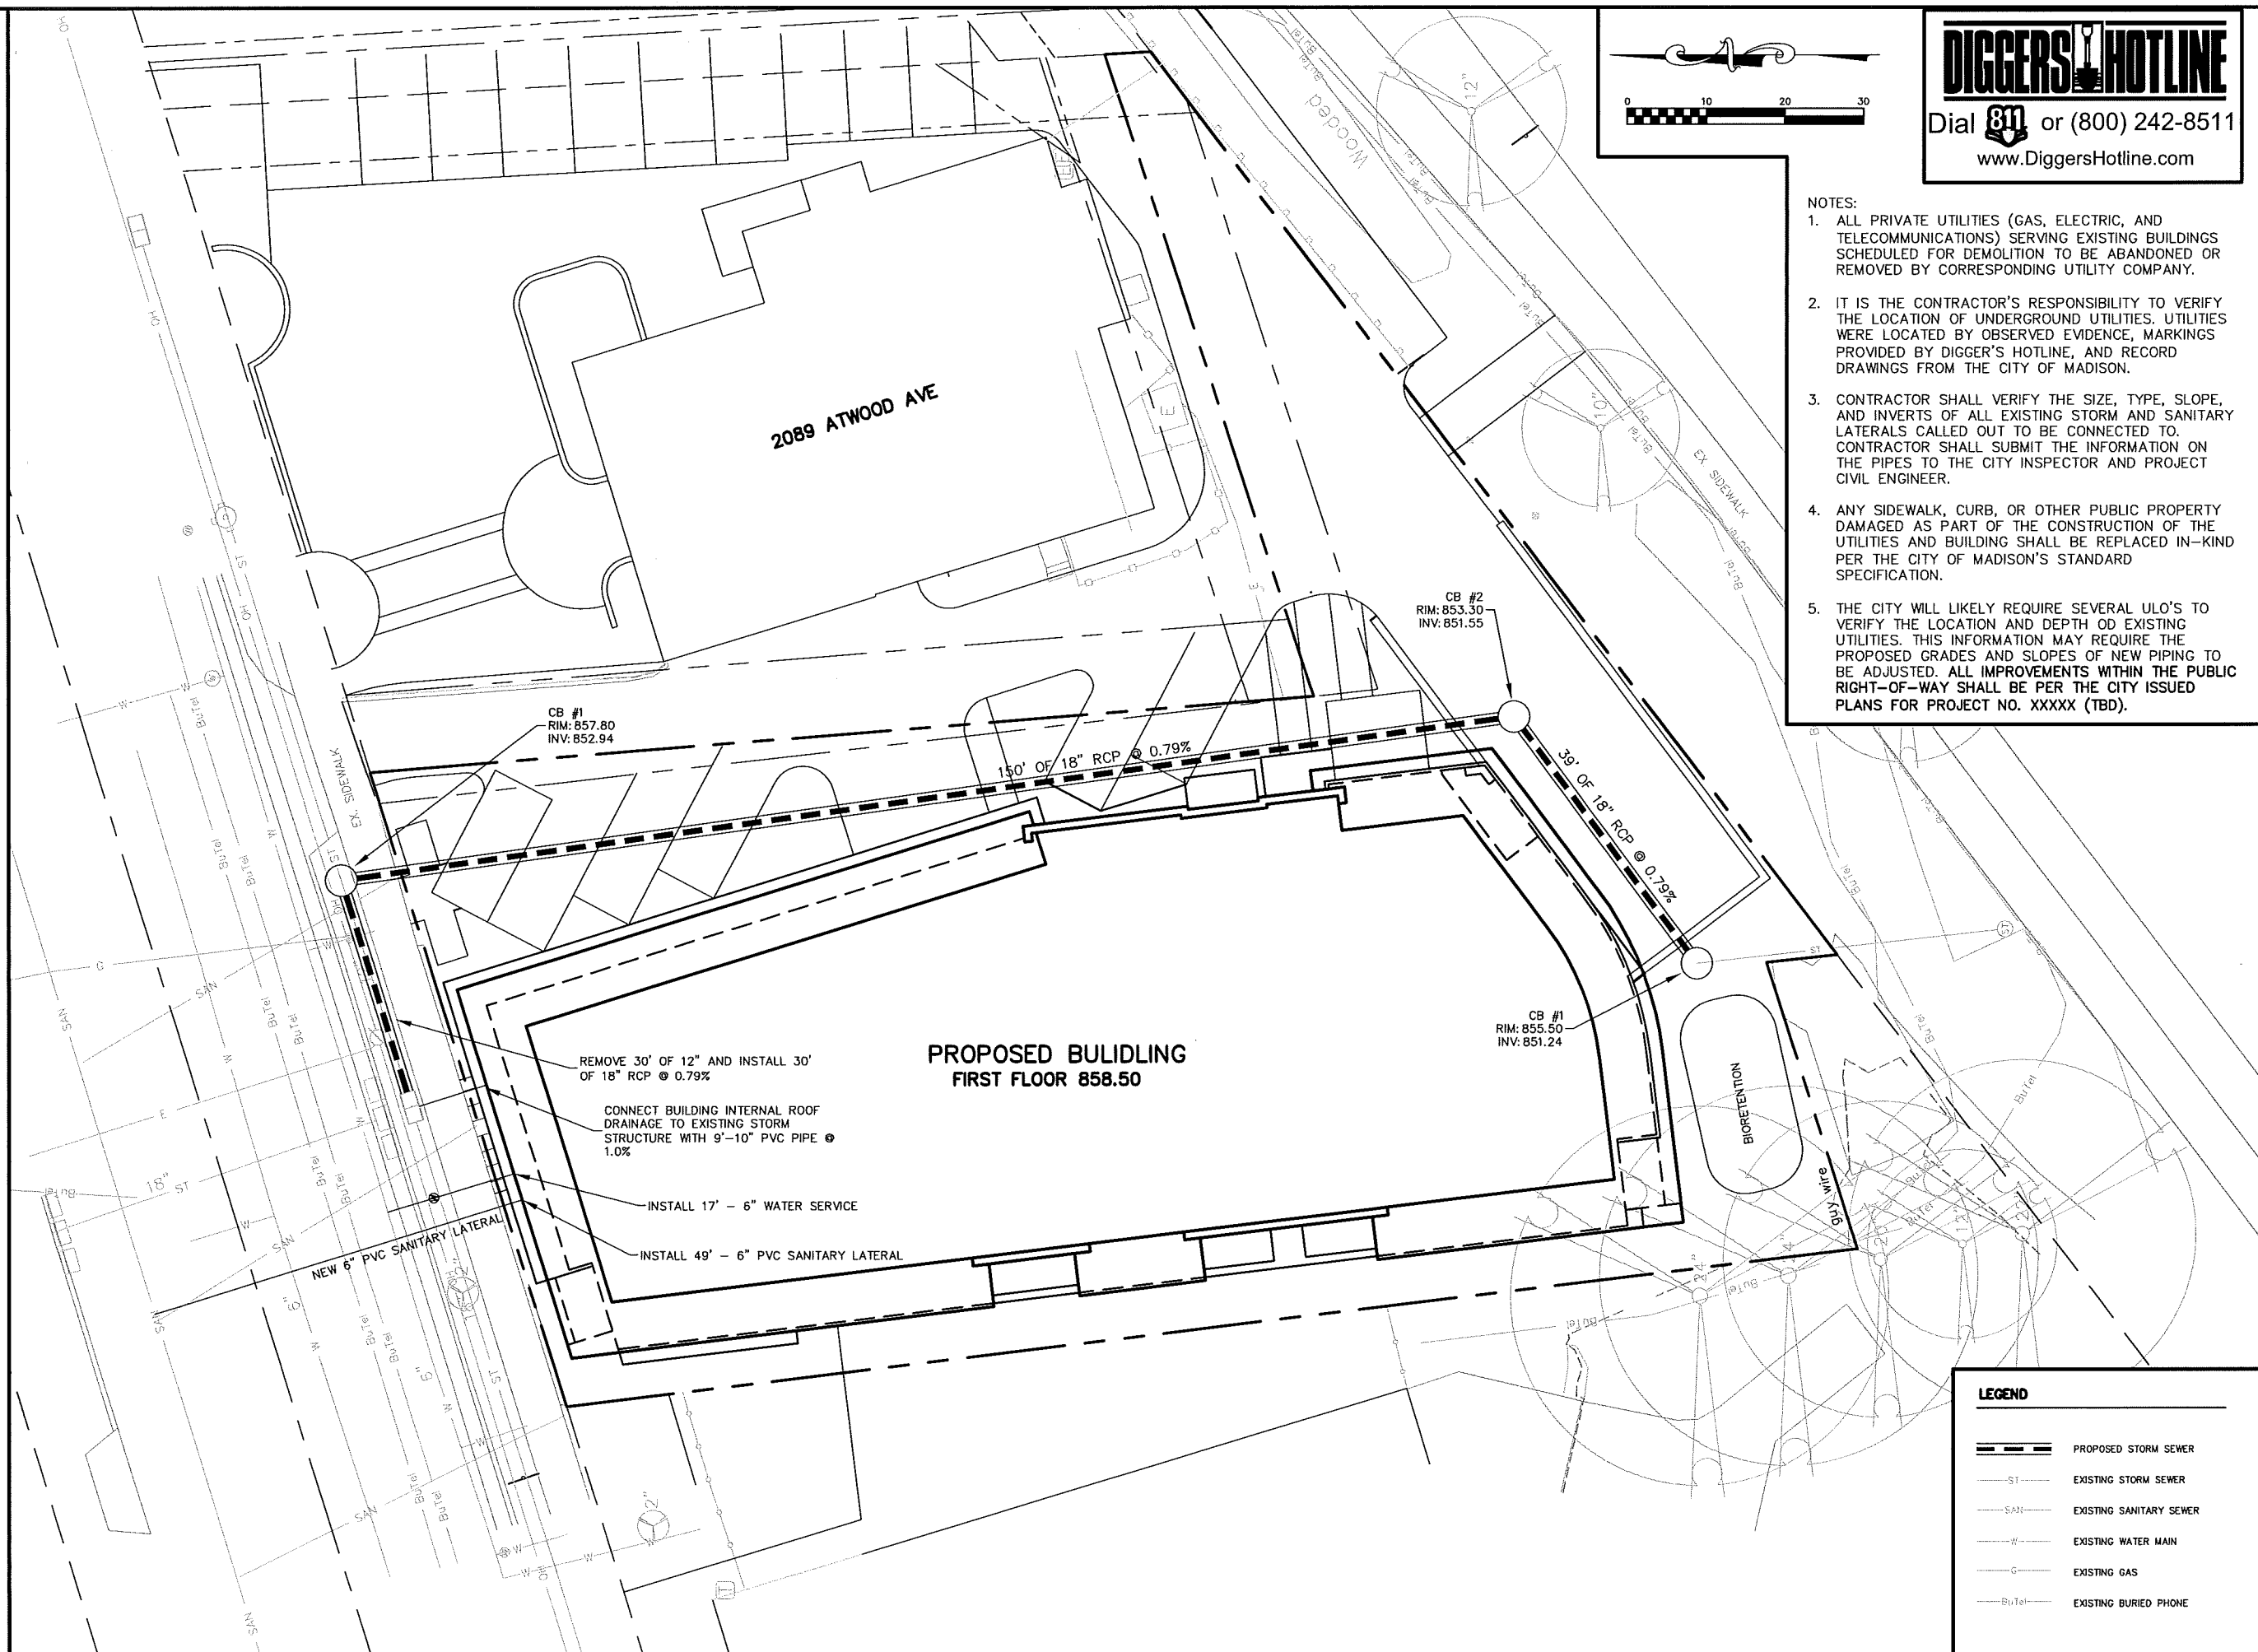 DIGGERS HOTLINE
Dial 811 or (800) 242-8511
www.DiggersHotline.com
0 10 20 30
NOTES:
1. ALL PRIVATE UTILITIES (GAS, ELECTRIC, AND
TELECOMMUNICATIONS) SERVING EXISTING BUILDINGS
SCHEDULED FOR DEMOLITION TO BE ABANDONED OR
REMOVED BY CORRESPONDING UTILITY COMPANY.
2. IT IS THE CONTRACTOR'S RESPONSIBILITY TO VERIFY
THE LOCATION OF UNDERGROUND UTILITIES. UTILITIES
WERE LOCATED BY OBSERVED EVIDENCE, MARKINGS
PROVIDED BY DIGGER'S HOTLINE, AND RECORD
DRAWINGS FROM THE CITY OF MADISON.
3. CONTRACTOR SHALL VERIFY THE SIZE, TYPE, SLOPE,
AND INVERTS OF ALL EXISTING STORM AND SANITARY
LATERALS CALLED OUT TO BE CONNECTED TO.
CONTRACTOR SHALL SUBMIT THE INFORMATION ON
THE PIPES TO THE CITY INSPECTOR AND PROJECT
CIVIL ENGINEER.
4. ANY SIDEWALK, CURB, OR OTHER PUBLIC PROPERTY
DAMAGED AS PART OF THE CONSTRUCTION OF THE
UTILITIES AND BUILDING SHALL BE REPLACED IN-KIND
PER THE CITY OF MADISON'S STANDARD
SPECIFICATION.
5. THE CITY WILL LIKELY REQUIRE SEVERAL ULO'S TO
VERIFY THE LOCATION AND DEPTH OD EXISTING
UTILITIES. THIS INFORMATION MAY REQUIRE THE
PROPOSED GRADES AND SLOPES OF NEW PIPING TO
BE ADJUSTED. ALL IMPROVEMENTS WITHIN THE PUBLIC
RIGHT-OF-WAY SHALL BE PER THE CITY ISSUED
PLANS FOR PROJECT NO. XXXXX (TBD).
Wooded
12"
10"
EX SIDEWALK
2089 ATWOOD AVE
E
CB #2
RIM: 853.30
INV: 851.55
CB #1
RIM: 857.80
INV: 852.94
EX SIDEWALK
150' OF 18" RCP @ 0.79%
39' OF 18" RCP @ 0.79%
CB #1
RIM: 855.50
INV: 851.24
ST
BIORETENTION
guy wire
PROPOSED BULIDLING
FIRST FLOOR 858.50
REMOVE 30' OF 12" AND INSTALL 30'
OF 18" RCP @ 0.79%
CONNECT BUILDING INTERNAL ROOF
DRAINAGE TO EXISTING STORM
STRUCTURE WITH 9'-10" PVC PIPE @
1.0%
INSTALL 17' - 6" WATER SERVICE
INSTALL 49' - 6" PVC SANITARY LATERAL
NEW 6" PVC SANITARY LATERAL
G
SAN
E
18" ST
W
BuTel
OH
6"
2"
LEGEND
PROPOSED STORM SEWER
ST EXISTING STORM SEWER
SAN EXISTING SANITARY SEWER
W EXISTING WATER MAIN
G EXISTING GAS
BuTel EXISTING BURIED PHONE